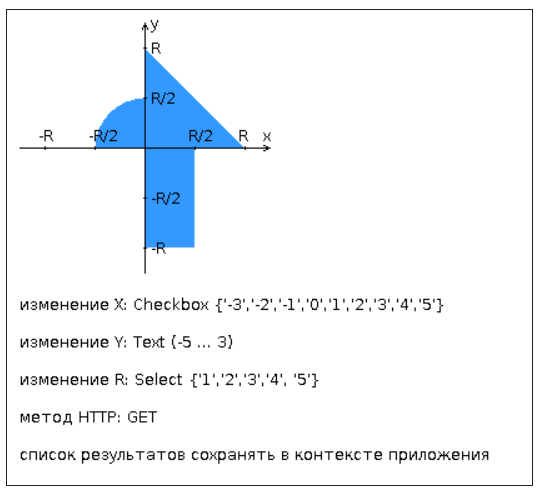 y
R
R/2
-R
-R/2
R/2
R
x
-R/2
-R
изменение X: Checkbox {'-3','-2','-1','0','1','2','3','4','5'}
изменение Y: Text (-5 ... 3)
изменение R: Select {'1','2','3','4', '5'}
метод HTTP: GET
список результатов сохранять в контексте приложения